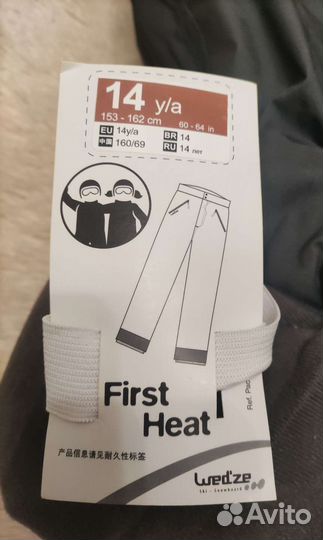 14 y/a
153 - 162 cm 60 - 64 in
EU 14y/a BR 14
中国 160/69 RU 14 лет
First
Heat
Ref.
产品信息请见耐久性标签
Wed'ze
Ski - Snowboard
Avito